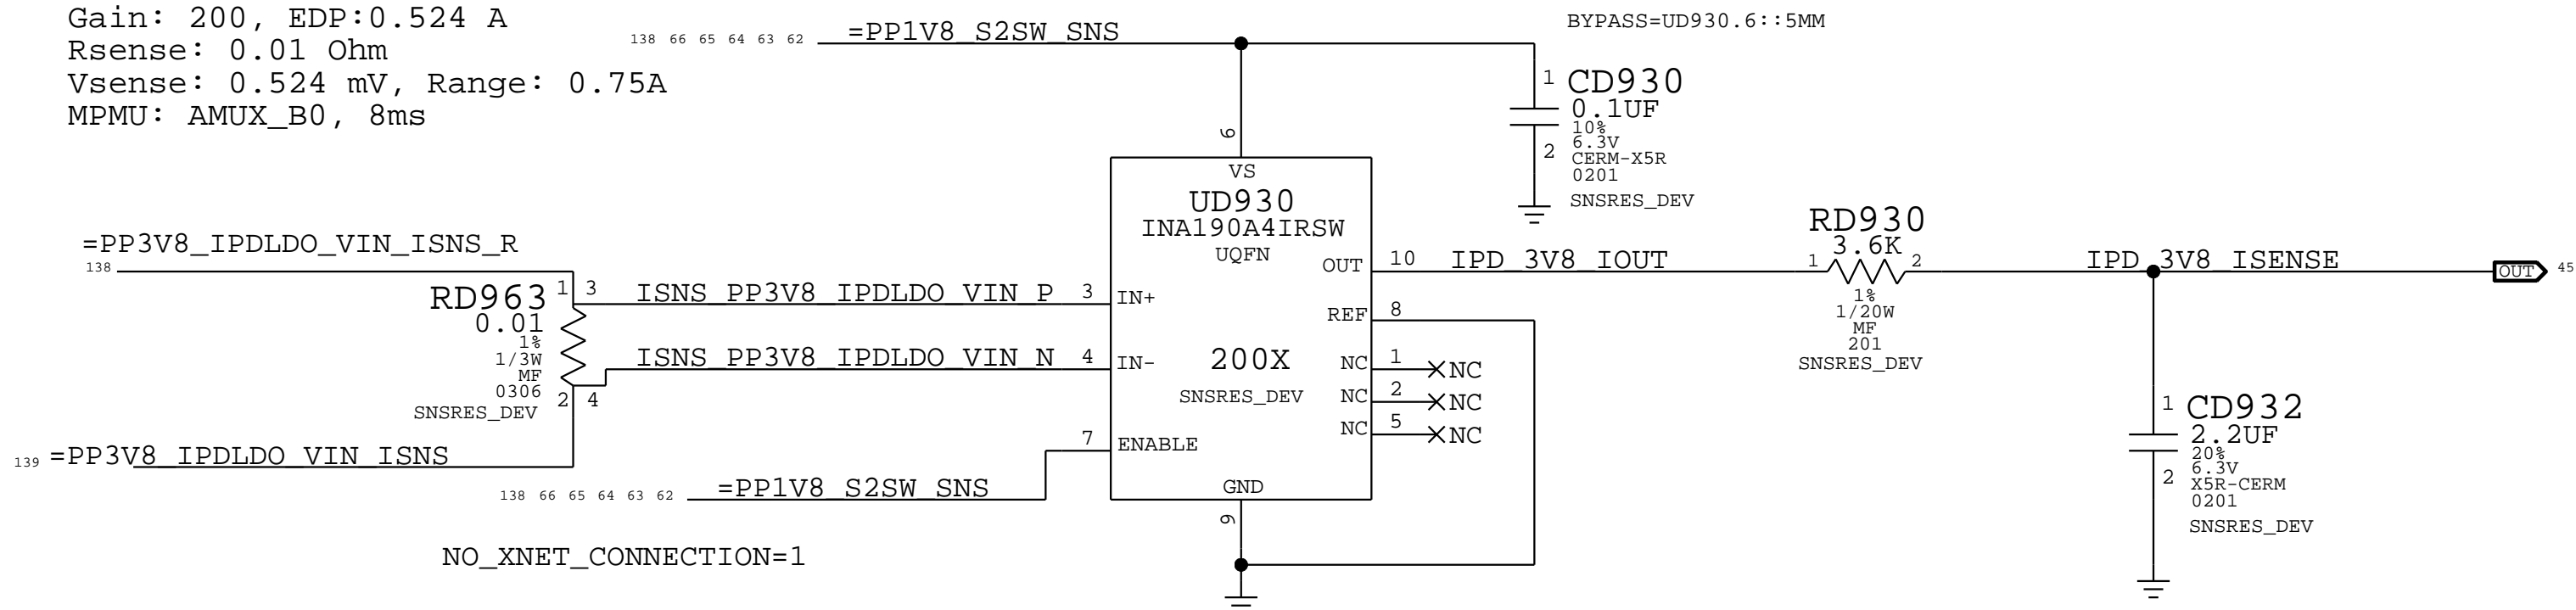 Gain: 200, EDP:0.524 A
Rsense: 0.01 Ohm
Vsense: 0.524 mV, Range: 0.75A
MPMU: AMUX_B0, 8ms
138 66 65 64 63 62
=PP1V8_S2SW_SNS
BYPASS=UD930.6::5MM
1
CD930
0.1UF
10%
6.3V
2
CERM-X5R
0201
SNSRES_DEV
6
VS
UD930
INA190A4IRSW
UQFN
=PP3V8_IPDLDO_VIN_ISNS_R
138
RD963
0.01
1%
1/3W
MF
0306
SNSRES_DEV
1 3
2 4
ISNS_PP3V8_IPDLDO_VIN_P
3
IN+
ISNS_PP3V8_IPDLDO_VIN_N
4
IN-
200X
SNSRES_DEV
7
ENABLE
GND
9
OUT
10
IPD_3V8_IOUT
REF
8
NC 1 NC
NC 2 NC
NC 5 NC
RD930
3.6K
1 2
1%
1/20W
MF
201
SNSRES_DEV
IPD_3V8_ISENSE
OUT
45
1
CD932
2.2UF
20%
6.3V
2
X5R-CERM
0201
SNSRES_DEV
139
=PP3V8_IPDLDO_VIN_ISNS
138 66 65 64 63 62
=PP1V8_S2SW_SNS
NO_XNET_CONNECTION=1